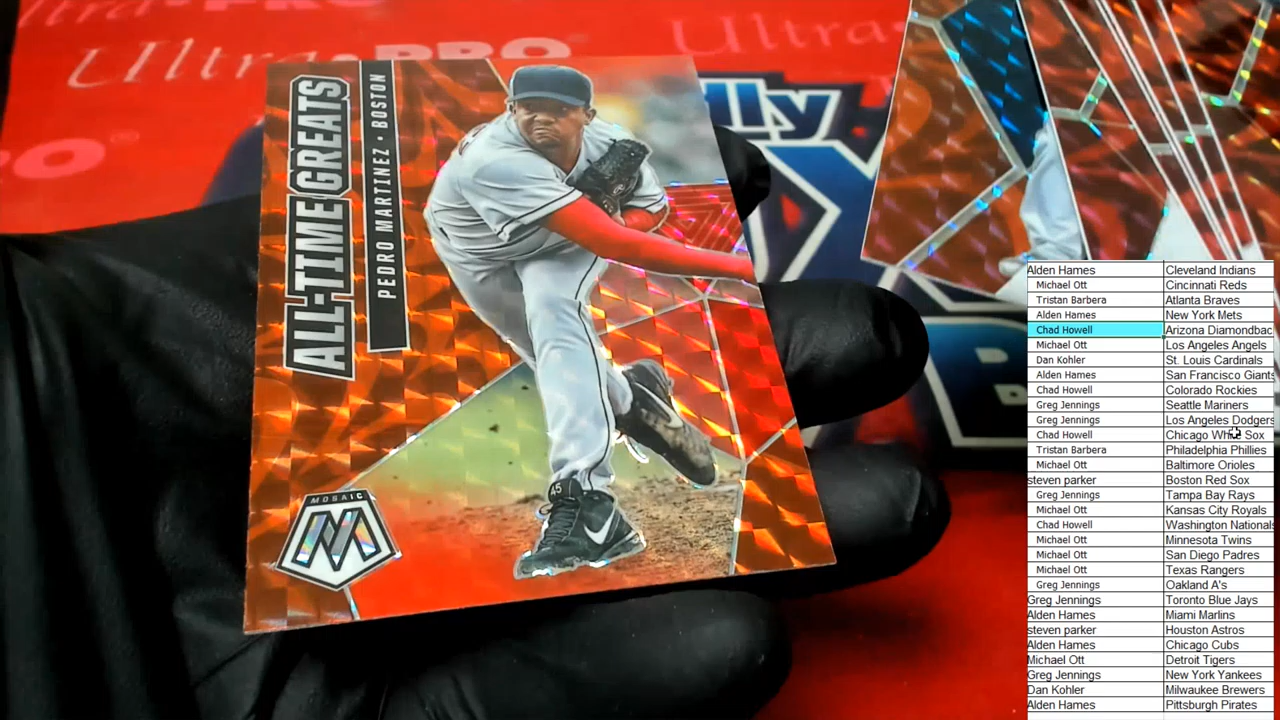 Ultra-PRO
Ultra-PRO
Ultra-
PRO
lly
B
ALL-TIME GREATS
PEDRO MARTINEZ · BOSTON
45
MOSAIC
M
Alden Hames Cleveland Indians
Michael Ott Cincinnati Reds
Tristan Barbera Atlanta Braves
Alden Hames New York Mets
Chad Howell Arizona Diamondbac
Michael Ott Los Angeles Angels
Dan Kohler St. Louis Cardinals
Alden Hames San Francisco Giants
Chad Howell Colorado Rockies
Greg Jennings Seattle Mariners
Greg Jennings Los Angeles Dodgers
Chad Howell Chicago White Sox
Tristan Barbera Philadelphia Phillies
Michael Ott Baltimore Orioles
steven parker Boston Red Sox
Greg Jennings Tampa Bay Rays
Michael Ott Kansas City Royals
Chad Howell Washington Nationals
Michael Ott Minnesota Twins
Michael Ott San Diego Padres
Michael Ott Texas Rangers
Greg Jennings Oakland A's
Greg Jennings Toronto Blue Jays
Alden Hames Miami Marlins
steven parker Houston Astros
Alden Hames Chicago Cubs
Michael Ott Detroit Tigers
Greg Jennings New York Yankees
Dan Kohler Milwaukee Brewers
Alden Hames Pittsburgh Pirates